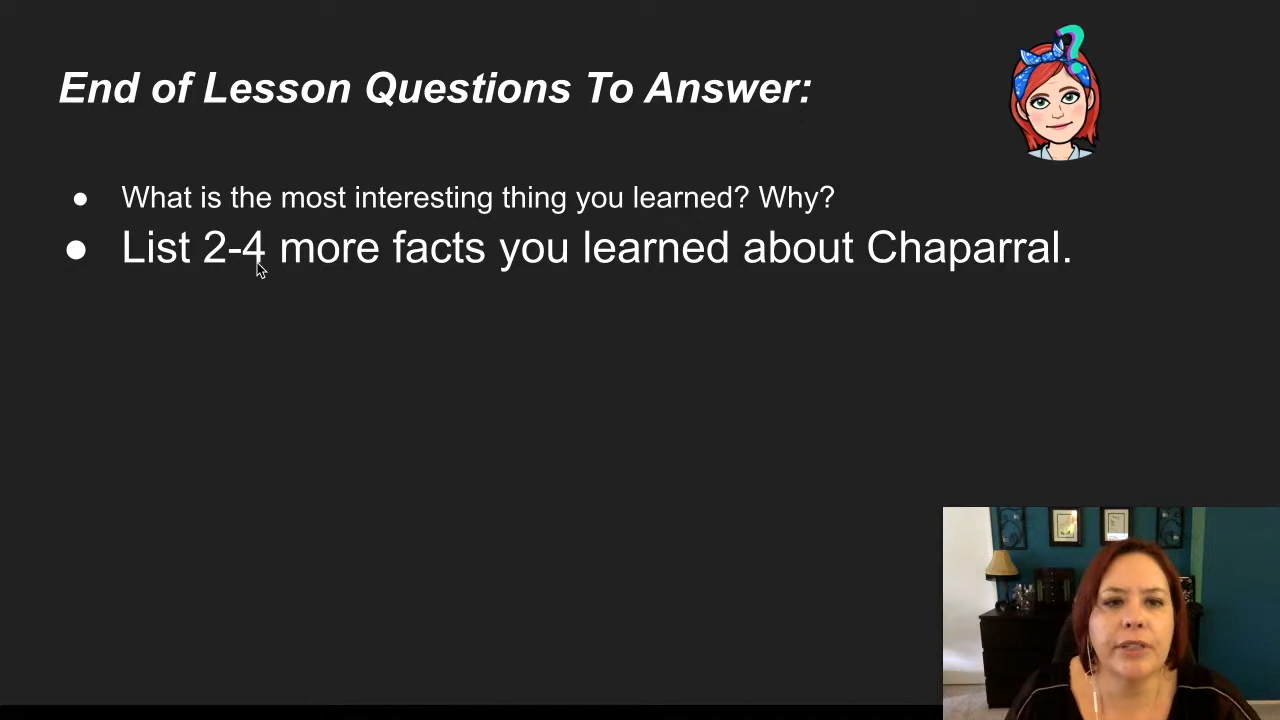 End of Lesson Questions To Answer:
● What is the most interesting thing you learned? Why?
● List 2-4 more facts you learned about Chaparral.